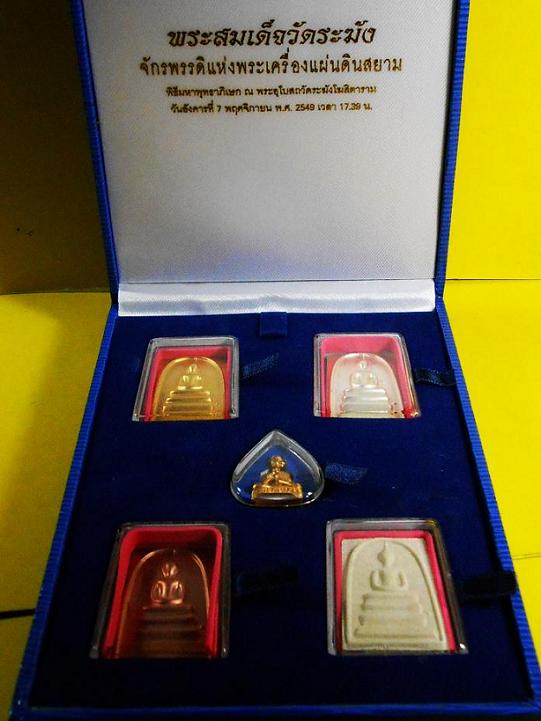 พระสมเด็จวัดระฆัง
จักรพรรดิแห่งพระเครื่องแผ่นดินสยาม
พิธีมหาพุทธาภิเษก ณ พระอุโบสถวัดระฆังโฆสิตาราม
วันอังคารที่ 7 พฤศจิกายน พ.ศ. 2549 เวลา 17.39 น.